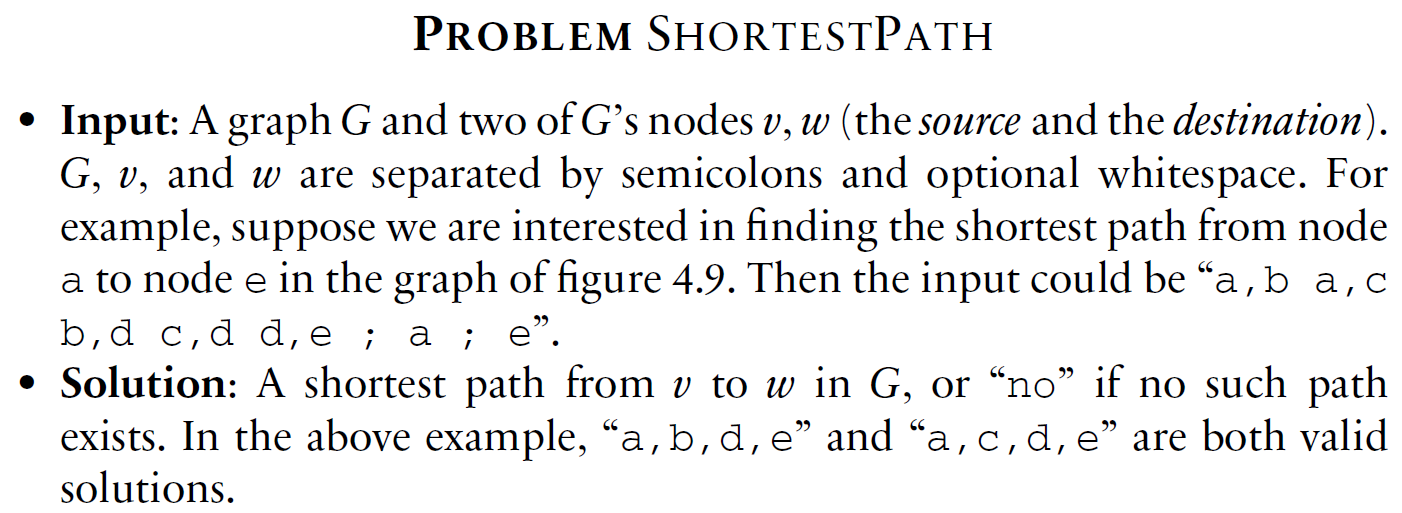 PROBLEM SHORTESTPATH
• Input: A graph G and two of G’s nodes v, w (the source and the destination).
G, v, and w are separated by semicolons and optional whitespace. For
example, suppose we are interested in finding the shortest path from node
a to node e in the graph of figure 4.9. Then the input could be “a,b a,c
b,d c,d d,e ; a ; e”.
• Solution: A shortest path from v to w in G, or “no” if no such path
exists. In the above example, “a,b,d,e” and “a,c,d,e” are both valid
solutions.